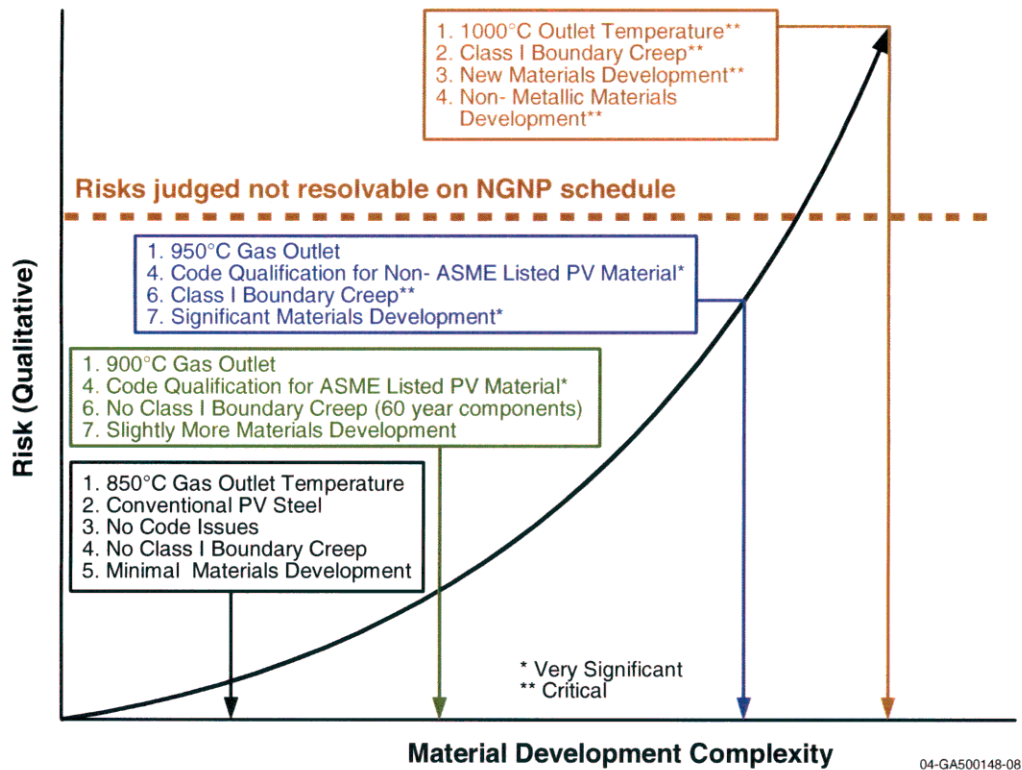 1. 1000°C Outlet Temperature**
2. Class I Boundary Creep**
3. New Materials Development**
4. Non- Metallic Materials
Development**
Risks judged not resolvable on NGNP schedule
1. 950°C Gas Outlet
4. Code Qualification for Non- ASME Listed PV Material*
6. Class I Boundary Creep**
7. Significant Materials Development*
1. 900°C Gas Outlet
4. Code Qualification for ASME Listed PV Material*
6. No Class I Boundary Creep (60 year components)
7. Slightly More Materials Development
1. 850°C Gas Outlet Temperature
2. Conventional PV Steel
3. No Code Issues
4. No Class I Boundary Creep
5. Minimal Materials Development
Risk (Qualitative)
* Very Significant
** Critical
Material Development Complexity
04-GA500148-08